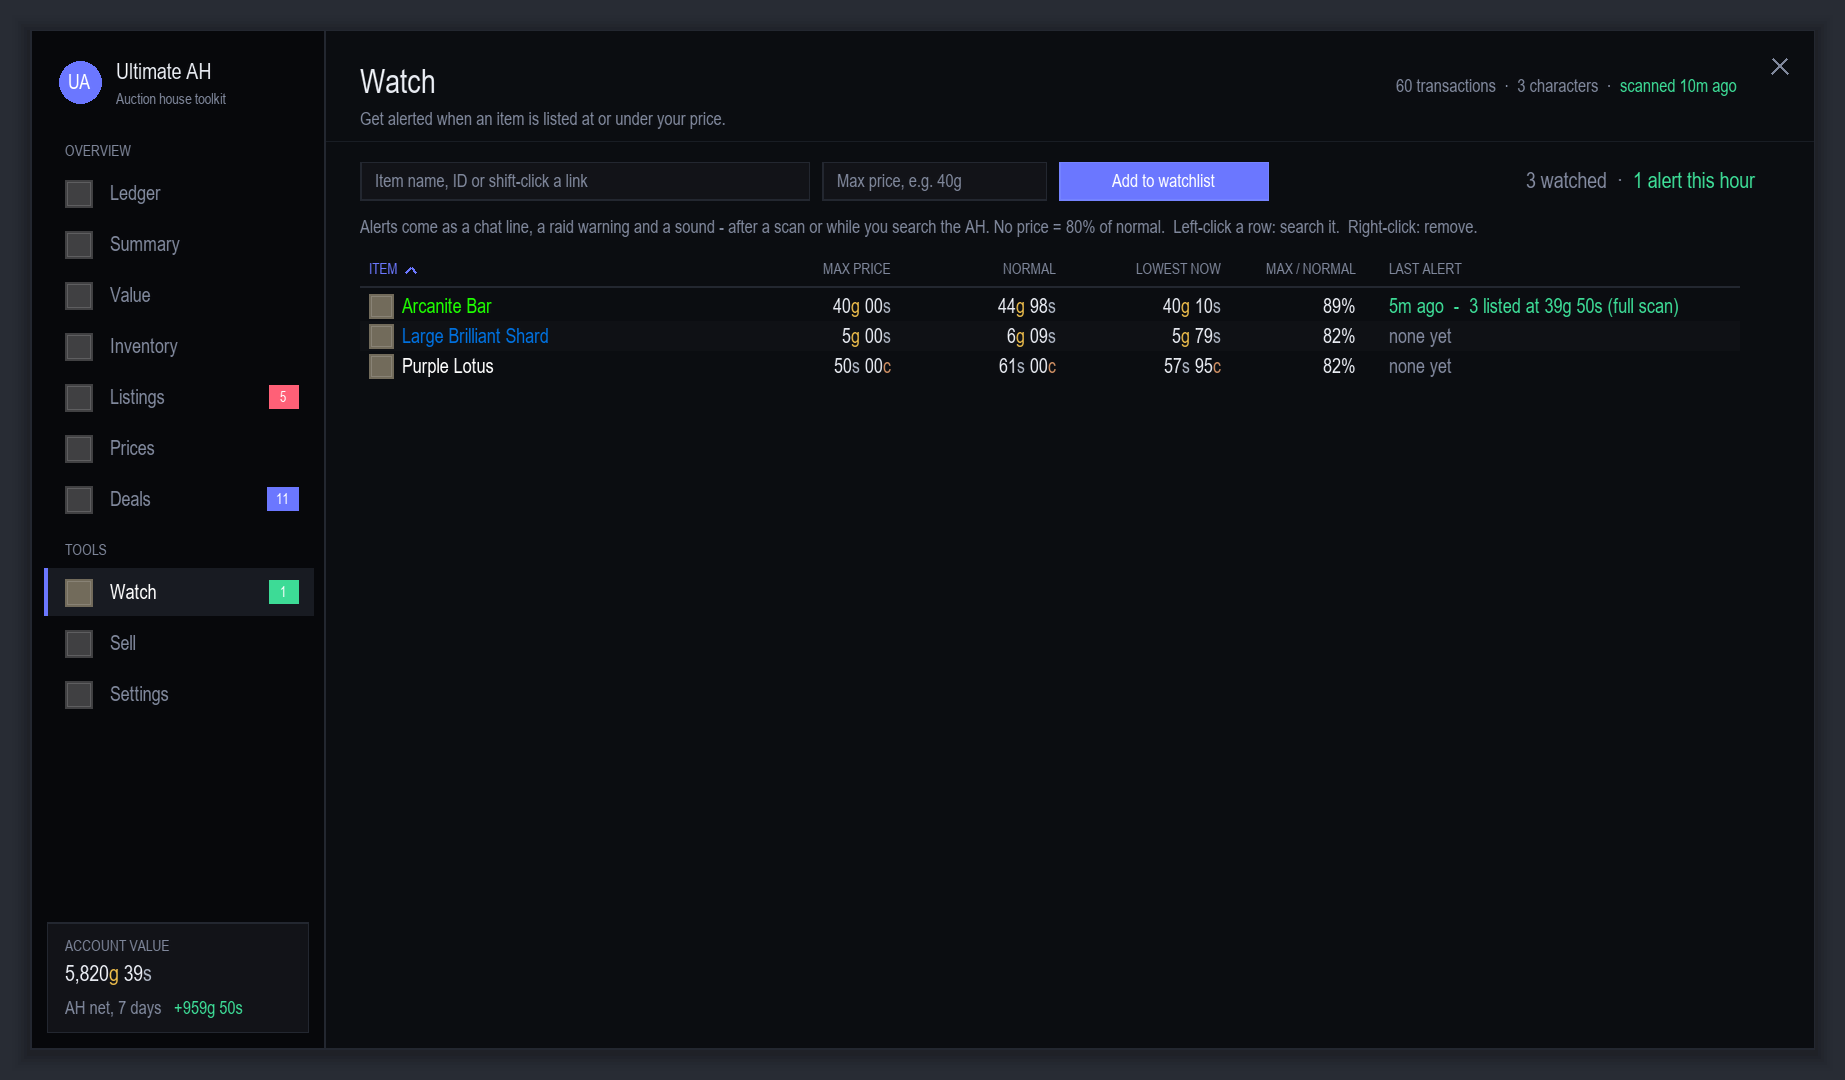 UA
Ultimate AH
Auction house toolkit
OVERVIEW
Ledger
Summary
Value
Inventory
Listings 5
Prices
Deals 11
TOOLS
Watch 1
Sell
Settings
ACCOUNT VALUE
5,820g 39s
AH net, 7 days +959g 50s
Watch
Get alerted when an item is listed at or under your price.
60 transactions · 3 characters · scanned 10m ago
Item name, ID or shift-click a link
Max price, e.g. 40g
Add to watchlist
3 watched · 1 alert this hour
Alerts come as a chat line, a raid warning and a sound - after a scan or while you search the AH. No price = 80% of normal. Left-click a row: search it. Right-click: remove.
ITEM MAX PRICE NORMAL LOWEST NOW MAX / NORMAL LAST ALERT
Arcanite Bar 40g 00s 44g 98s 40g 10s 89% 5m ago - 3 listed at 39g 50s (full scan)
Large Brilliant Shard 5g 00s 6g 09s 5g 79s 82% none yet
Purple Lotus 50s 00c 61s 00c 57s 95c 82% none yet